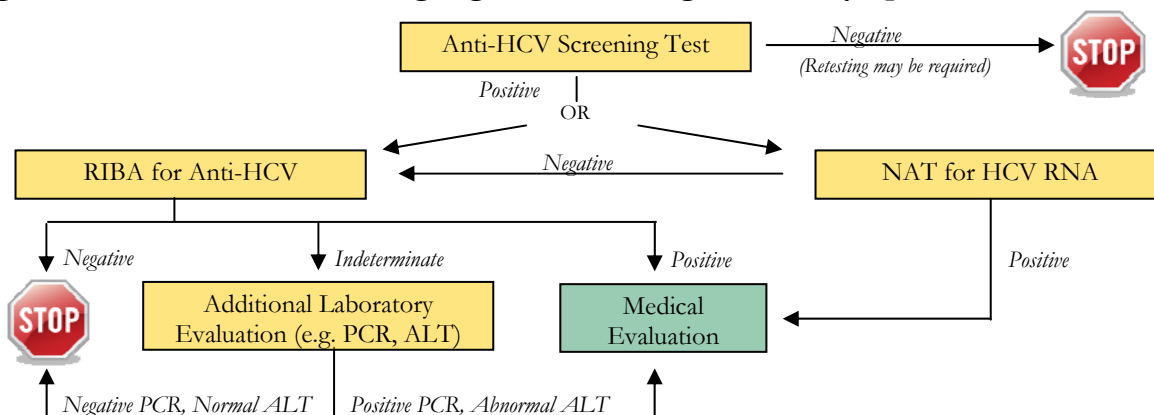 Anti-HCV Screening Test
Negative
(Retesting may be required)
STOP
Positive
OR
RIBA for Anti-HCV
Negative
NAT for HCV RNA
Negative
Indeterminate
Positive
Positive
STOP
Additional Laboratory
Evaluation (e.g. PCR, ALT)
Medical
Evaluation
Negative PCR, Normal ALT
Positive PCR, Abnormal ALT